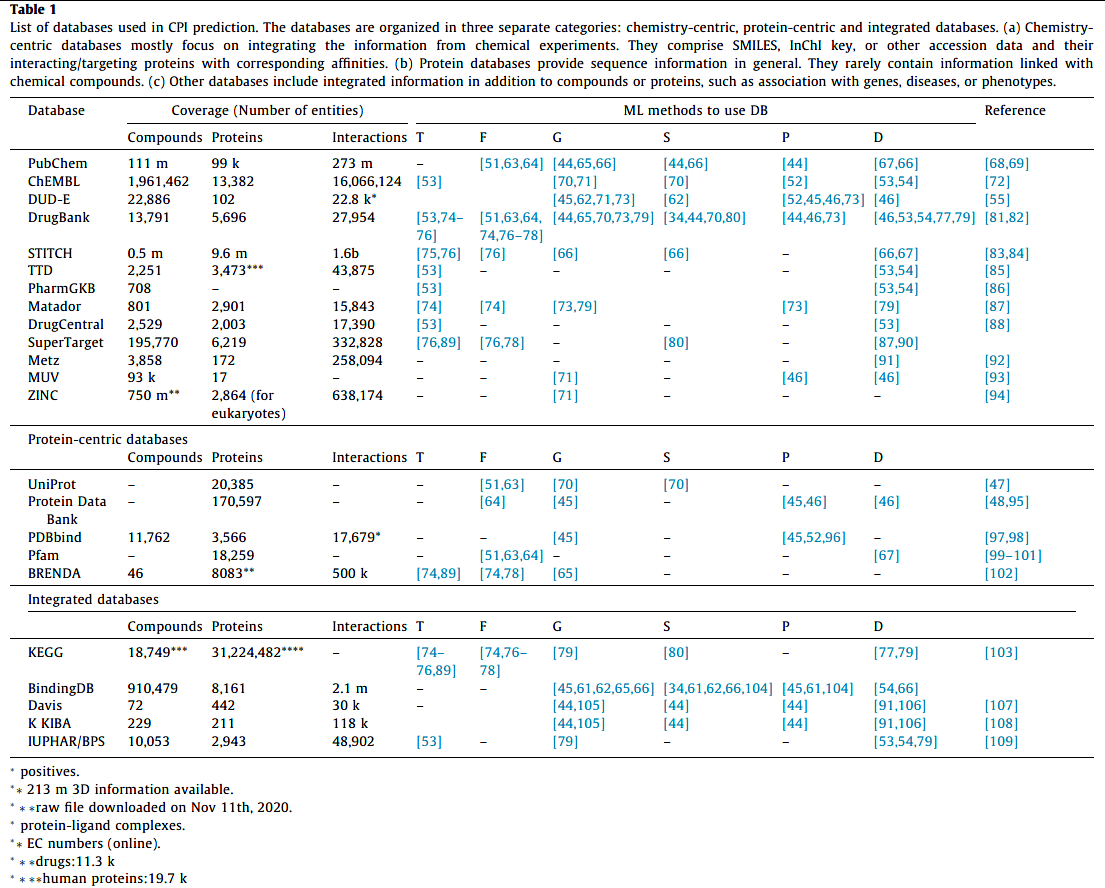 Table 1
List of databases used in CPI prediction. The databases are organized in three separate categories: chemistry-centric, protein-centric and integrated databases. (a) Chemistry-
centric databases mostly focus on integrating the information from chemical experiments. They comprise SMILES, InChI key, or other accession data and their
interacting/targeting proteins with corresponding affinities. (b) Protein databases provide sequence information in general. They rarely contain information linked with
chemical compounds. (c) Other databases include integrated information in addition to compounds or proteins, such as association with genes, diseases, or phenotypes.
Database Coverage (Number of entities) ML methods to use DB Reference
Compounds Proteins Interactions T F G S P D
PubChem 111 m 99 k 273 m – [51,63,64] [44,65,66] [44,66] [44] [67,66] [68,69]
ChEMBL 1,961,462 13,382 16,066,124 [53] [70,71] [70] [52] [53,54] [72]
DUD-E 22,886 102 22.8 k* [45,62,71,73] [62] [52,45,46,73] [46] [55]
DrugBank 13,791 5,696 27,954 [53,74– [51,63,64, [44,65,70,73,79] [34,44,70,80] [44,46,73] [46,53,54,77,79] [81,82]
76] 74,76–78]
STITCH 0.5 m 9.6 m 1.6b [75,76] [76] [66] [66] – [66,67] [83,84]
TTD 2,251 3,473*** 43,875 [53] – – – – [53,54] [85]
PharmGKB 708 – – [53] [53,54] [86]
Matador 801 2,901 15,843 [74] [74] [73,79] [73] [79] [87]
DrugCentral 2,529 2,003 17,390 [53] – – – – [53] [88]
SuperTarget 195,770 6,219 332,828 [76,89] [76,78] – [80] – [87,90]
Metz 3,858 172 258,094 – – – – – [91] [92]
MUV 93 k 17 – – – [71] – [46] [46] [93]
ZINC 750 m** 2,864 (for 638,174 – – [71] – – – [94]
eukaryotes)
Protein-centric databases
Compounds Proteins Interactions T F G S P D
UniProt – 20,385 – – [51,63] [70] [70] – – [47]
Protein Data – 170,597 – – [64] [45] [45,46] [46] [48,95]
Bank
PDBbind 11,762 3,566 17,679* – – [45] – [45,52,96] – [97,98]
Pfam – 18,259 – – [51,63,64] – – – [67] [99–101]
BRENDA 46 8083** 500 k [74,89] [74,78] [65] – – – [102]
Integrated databases
Compounds Proteins Interactions T F G S P D
KEGG 18,749*** 31,224,482**** – [74– [74,76– [79] [80] – [77,79] [103]
76,89] 78]
BindingDB 910,479 8,161 2.1 m – – [45,61,62,65,66] [34,61,62,66,104] [45,61,104] [54,66]
Davis 72 442 30 k – [44,105] [44] [44] [91,106] [107]
K KIBA 229 211 118 k [44,105] [44] [44] [91,106] [108]
IUPHAR/BPS 10,053 2,943 48,902 [53] – [79] – – [53,54,79] [109]
* positives.
** 213 m 3D information available.
* **raw file downloaded on Nov 11th, 2020.
* protein-ligand complexes.
** EC numbers (online).
* **drugs:11.3 k
* ***human proteins:19.7 k